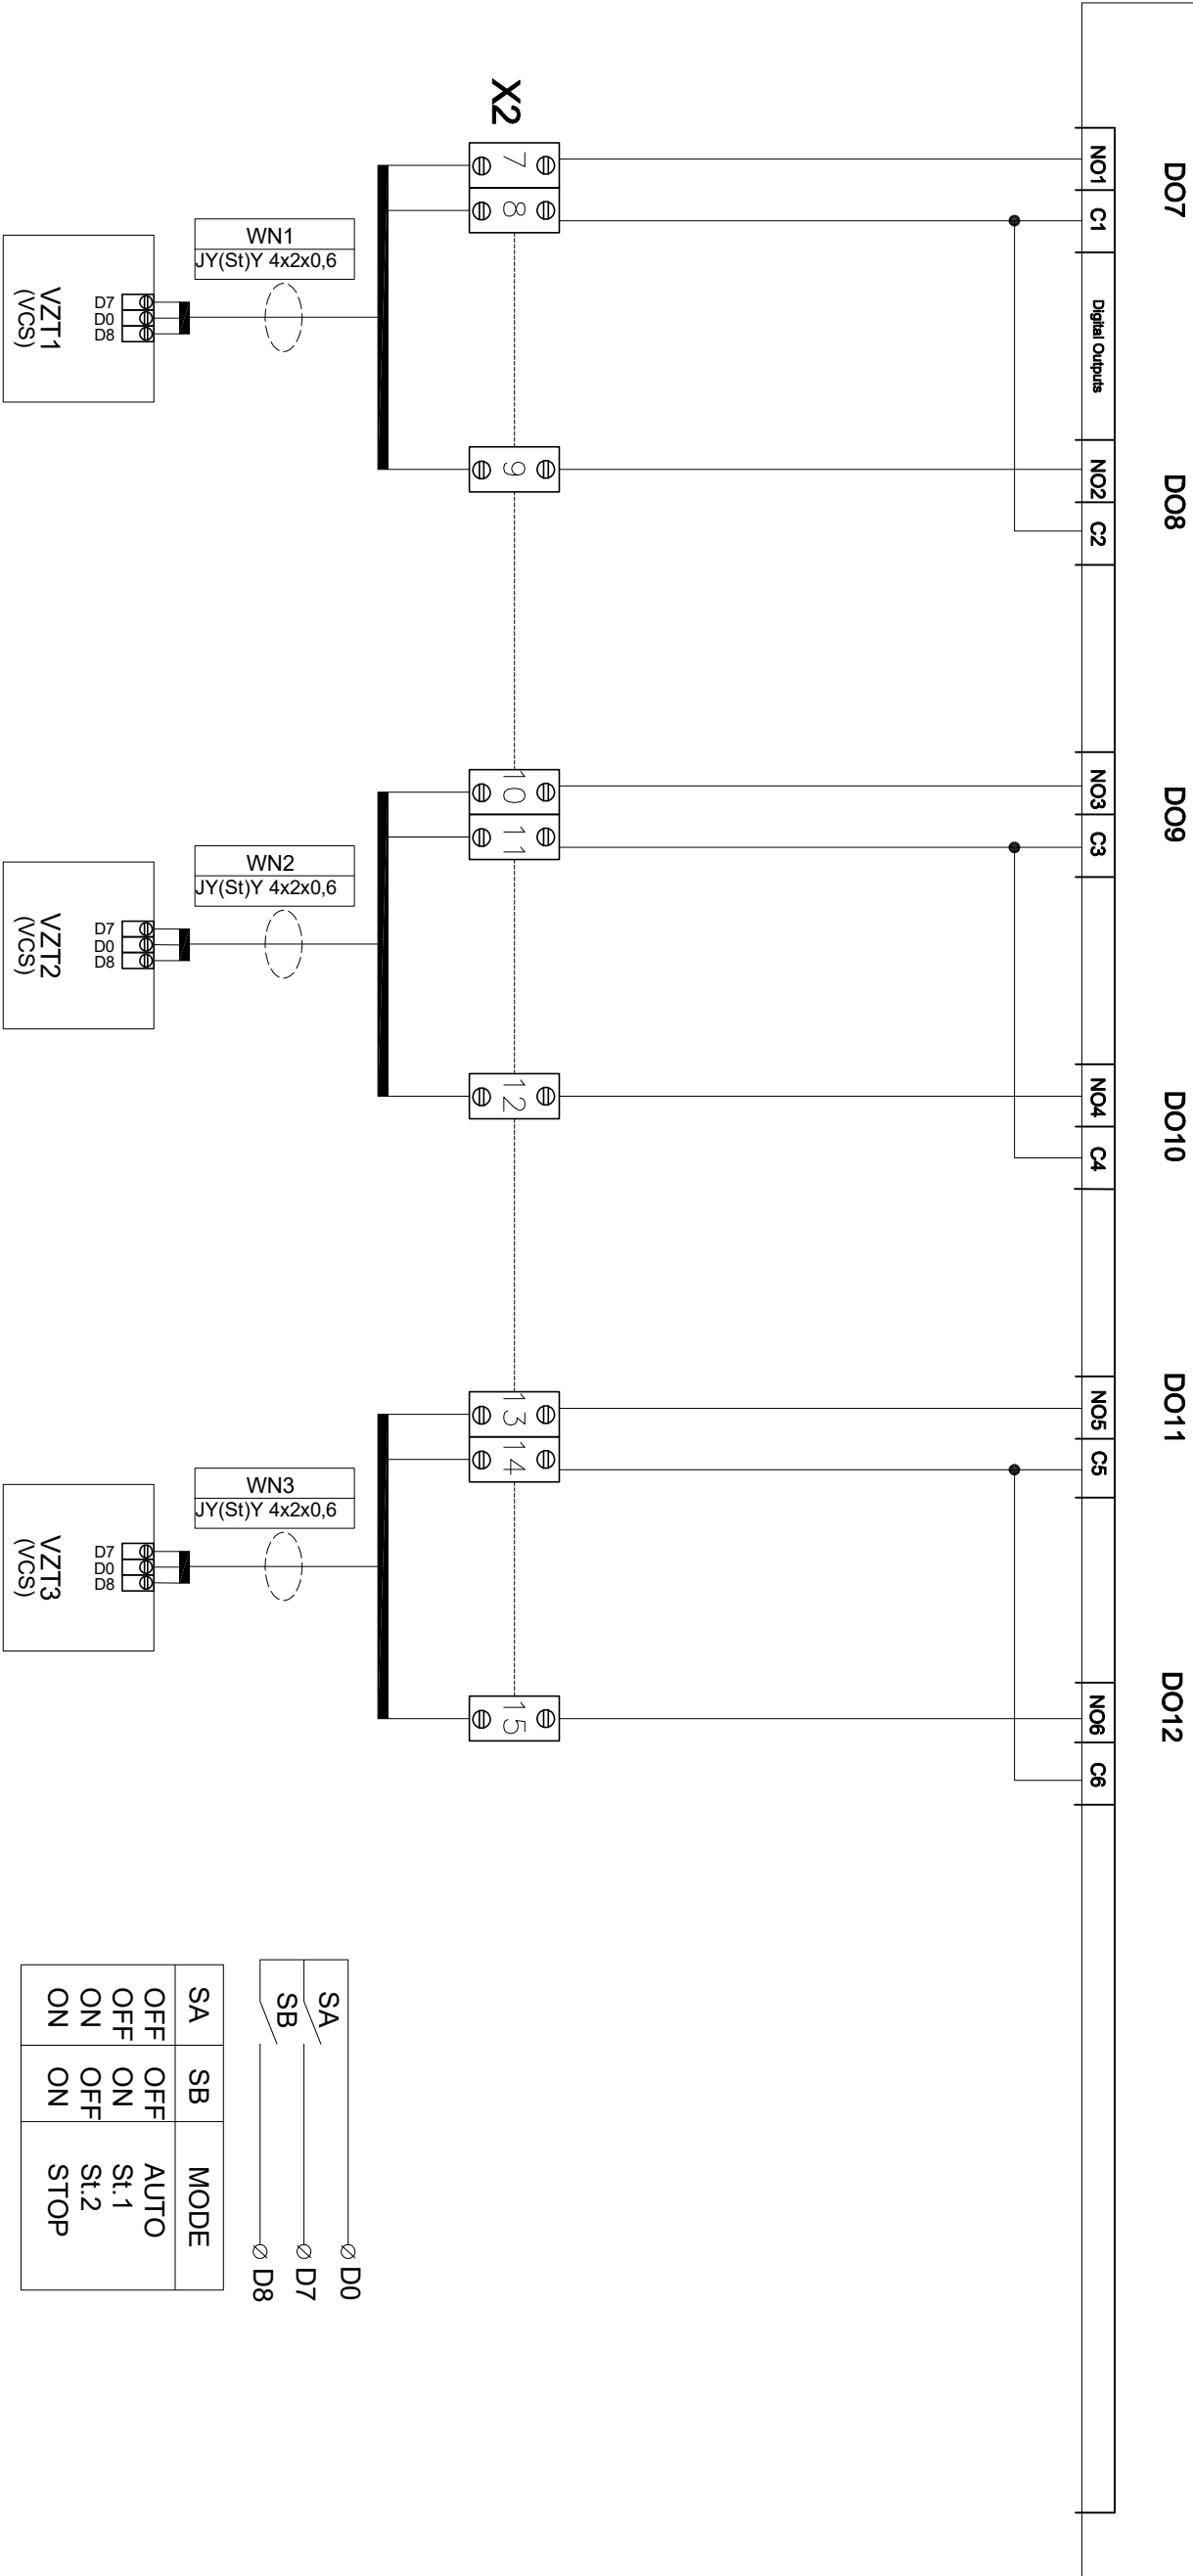 DO7 DO8 DO9 DO10 DO11 DO12
NO1 C1 Digital Outputs NO2 C2 NO3 C3 NO4 C4 NO5 C5 NO6 C6
X2
7 8 9 10 11 12 13 14 15
WN1
JY(St)Y 4x2x0,6
WN2
JY(St)Y 4x2x0,6
WN3
JY(St)Y 4x2x0,6
D7
D0
D8
VZT1
(VCS)
D7
D0
D8
VZT2
(VCS)
D7
D0
D8
VZT3
(VCS)
D0
SA D7
SB D8
SA SB MODE
OFF OFF AUTO
OFF ON St.1
ON OFF St.2
ON ON STOP